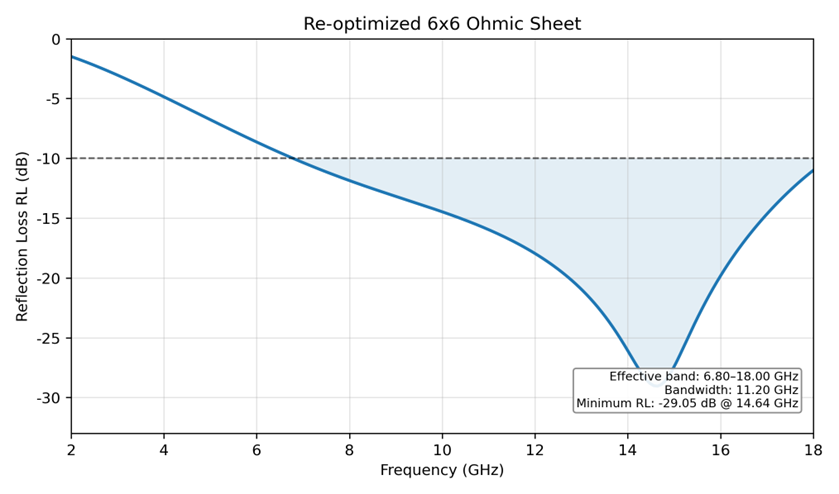 Re-optimized 6x6 Ohmic Sheet
Reflection Loss RL (dB)
0
-5
-10
-15
-20
-25
-30
Effective band: 6.80–18.00 GHz
Bandwidth: 11.20 GHz
Minimum RL: -29.05 dB @ 14.64 GHz
2 4 6 8 10 12 14 16 18
Frequency (GHz)